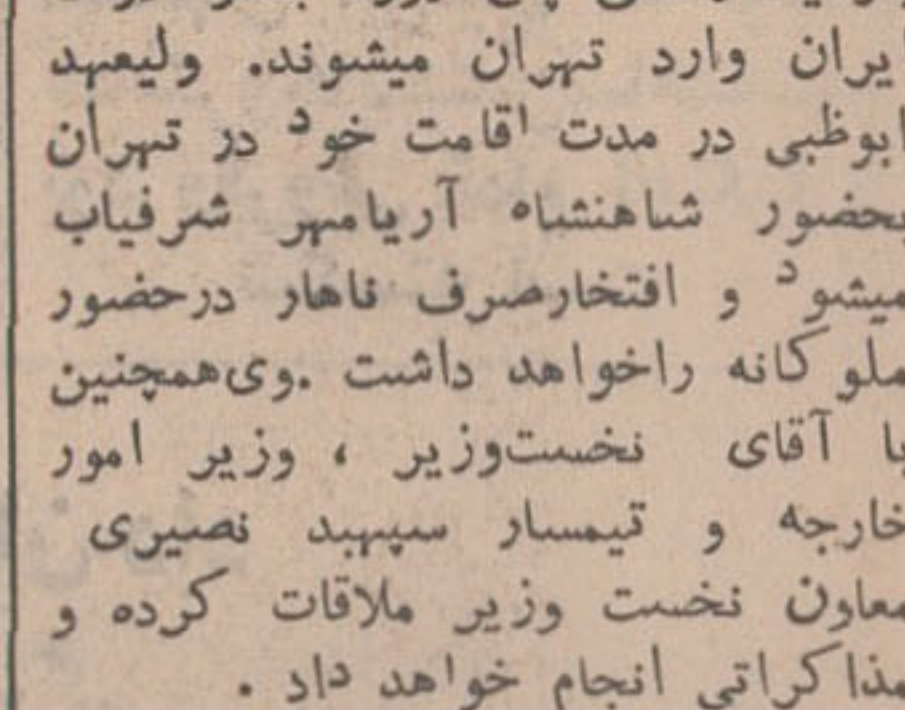 ایران وارد تهران میشوند. ولیعهد
ابوظبی در مدت اقامت خود در تهران
بحضور شاهنشاه آریامهر شرفیاب
میشود و افتخارصرف ناهار درحضور
ملوکانه راخواهد داشت .وی‌همچنین
با آقای نخست‌وزیر ، وزیر امور
خارجه و تیمسار سپهبد نصیری
معاون نخست وزیر ملاقات کرده و
مذاکراتی انجام خواهد داد .